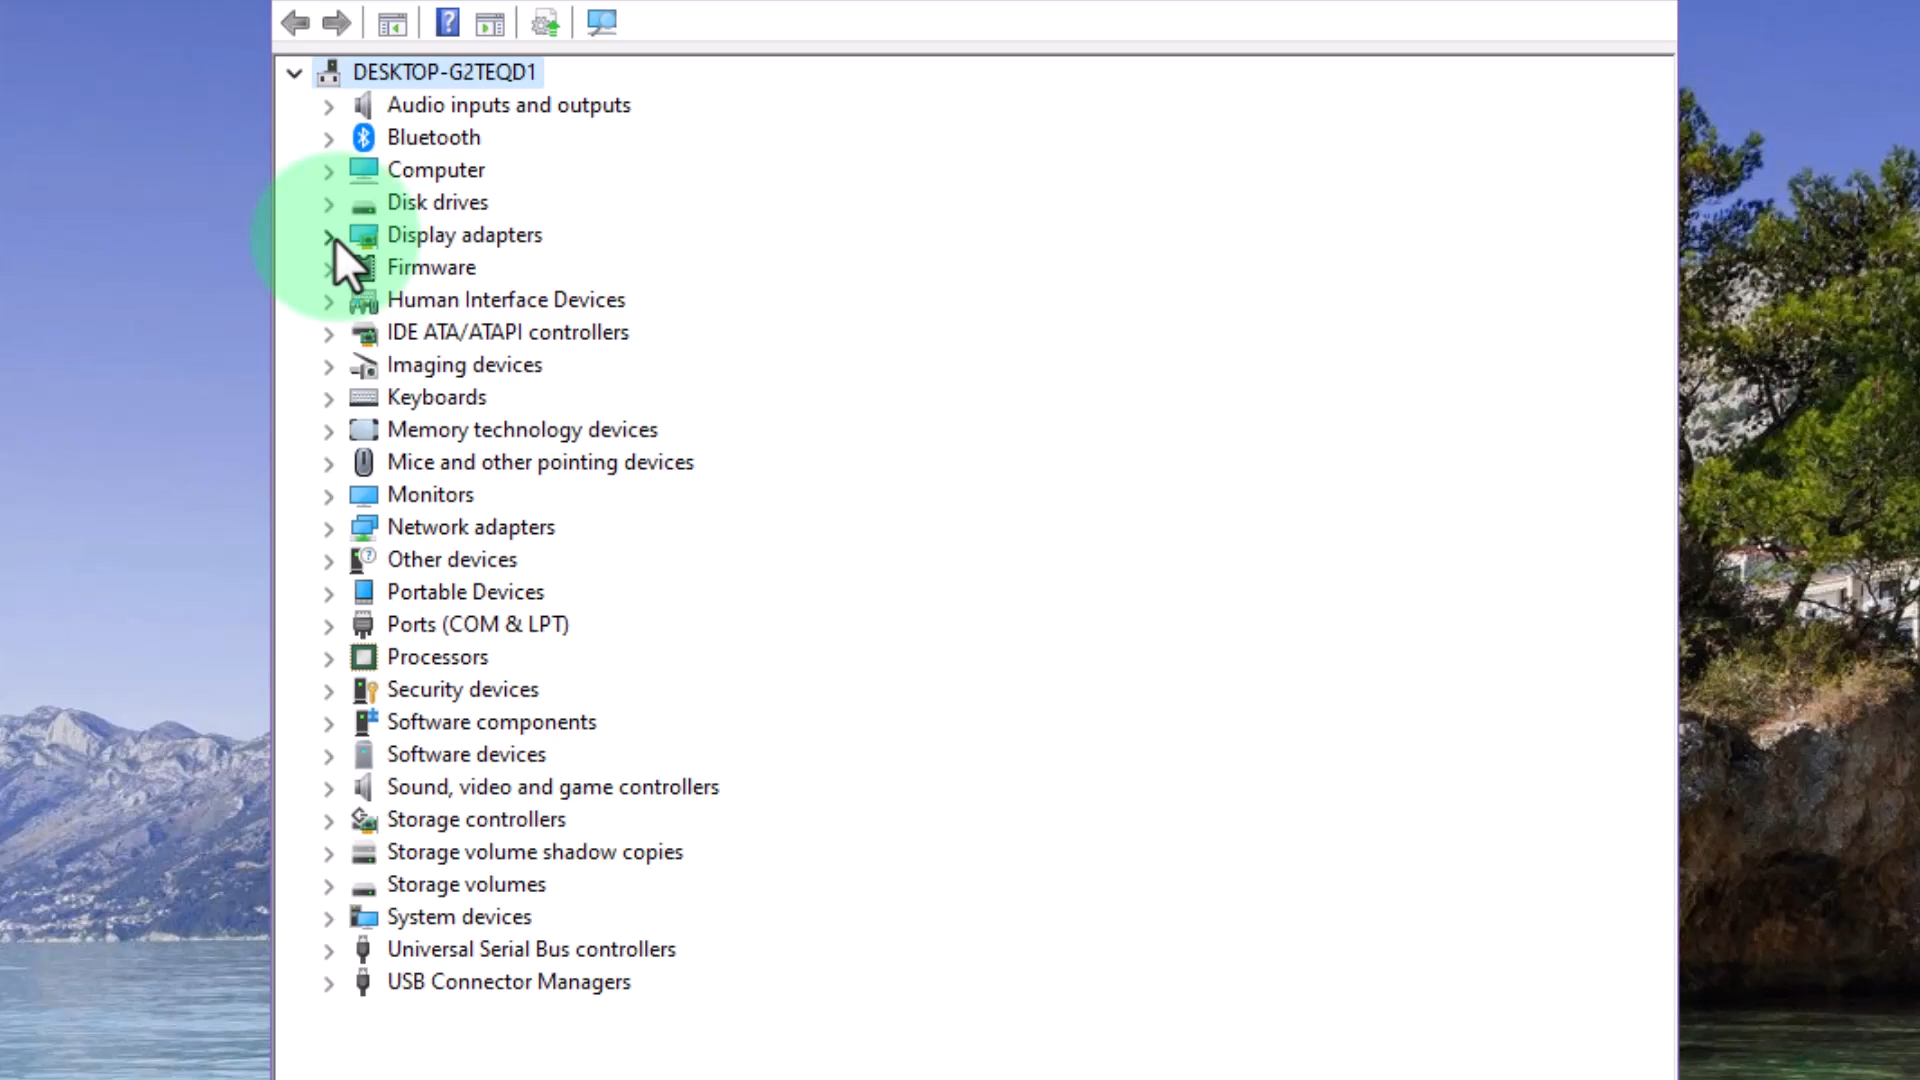 DESKTOP-G2TEQD1
Audio inputs and outputs
Bluetooth
Computer
Disk drives
Display adapters
Firmware
Human Interface Devices
IDE ATA/ATAPI controllers
Imaging devices
Keyboards
Memory technology devices
Mice and other pointing devices
Monitors
Network adapters
Other devices
Portable Devices
Ports (COM & LPT)
Processors
Security devices
Software components
Software devices
Sound, video and game controllers
Storage controllers
Storage volume shadow copies
Storage volumes
System devices
Universal Serial Bus controllers
USB Connector Managers